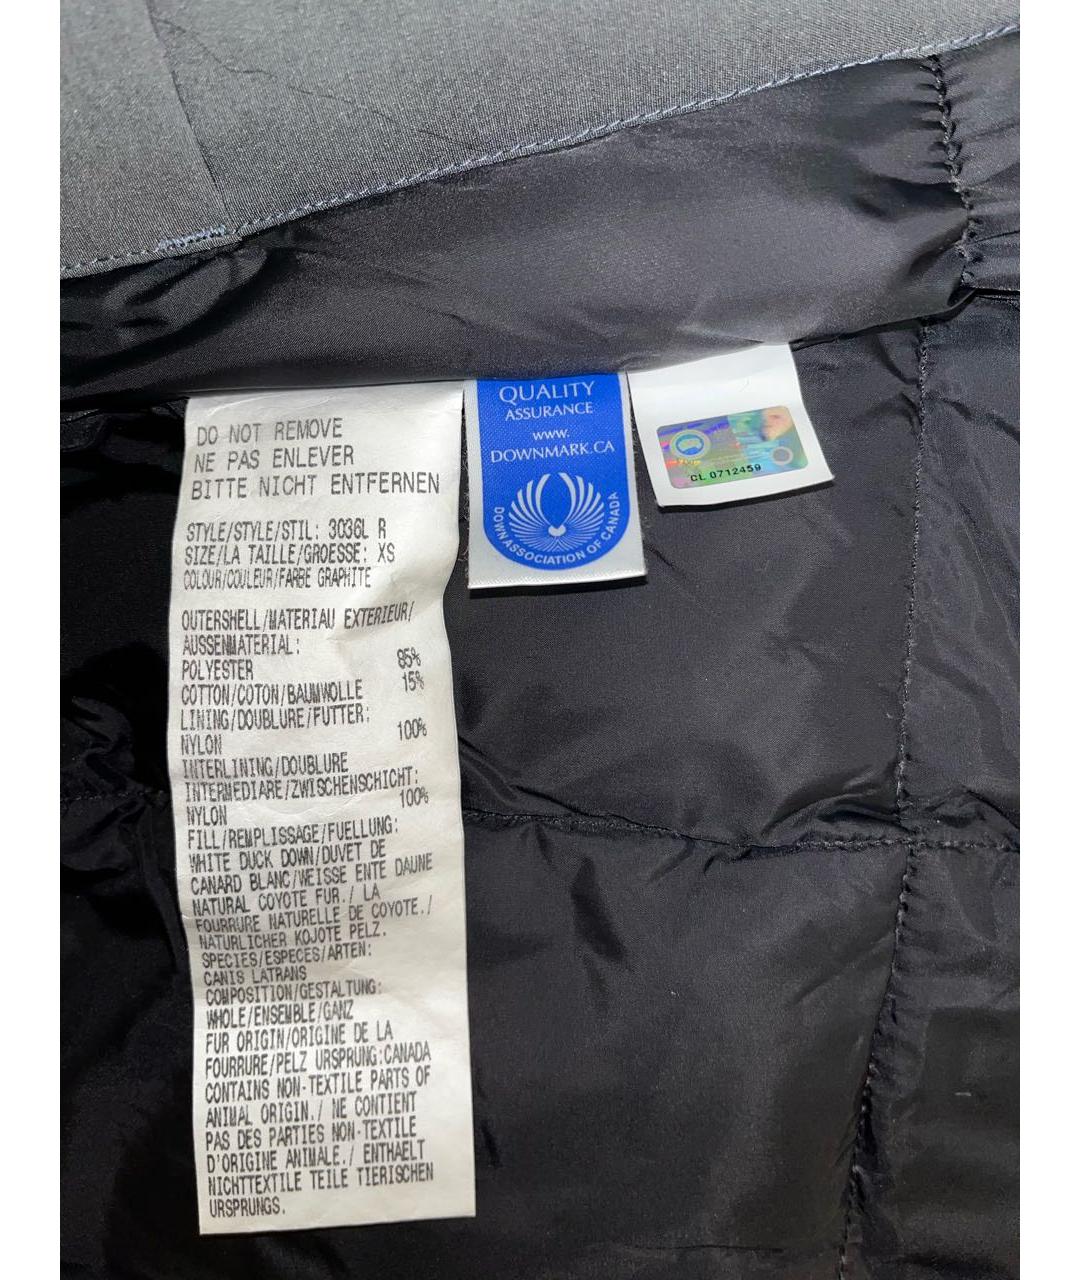 DO NOT REMOVE
NE PAS ENLEVER
BITTE NICHT ENTFERNEN
STYLE/STYLE/STIL: 3036L R
SIZE/LA TAILLE/GROESSE: XS
COLOUR/COULEUR/FARBE GRAPHITE
OUTERSHELL/MATERIAU EXTERIEUR/
AUSSENMATERIAL:
POLYESTER 85%
COTTON/COTON/BAUMWOLLE 15%
LINING/DOUBLURE/FUTTER:
NYLON 100%
INTERLINING/DOUBLURE
INTERMEDIARE/ZWISCHENSCHICHT:
NYLON 100%
FILL/REMPLISSAGE/FUELLUNG:
WHITE DUCK DOWN/DUVET DE
CANARD BLANC/WEISSE ENTE DAUNE
NATURAL COYOTE FUR./ LA
FOURRURE NATURELLE DE COYOTE./
NATURLICHER KOJOTE PELZ.
SPECIES/ESPECES/ARTEN:
CANIS LATRANS
COMPOSITION/GESTALTUNG:
WHOLE/ENSEMBLE/GANZ
FUR ORIGIN/ORIGINE DE LA
FOURRURE/PELZ URSPRUNG:CANADA
CONTAINS NON-TEXTILE PARTS OF
ANIMAL ORIGIN./ NE CONTIENT
PAS DES PARTIES NON-TEXTILE
D'ORIGINE ANIMALE./ ENTHAELT
NICHTTEXTILE TEILE TIERISCHEN
URSPRUNGS.
QUALITY
ASSURANCE
www.
DOWNMARK.CA
DOWN ASSOCIATION OF CANADA
CL 0712459